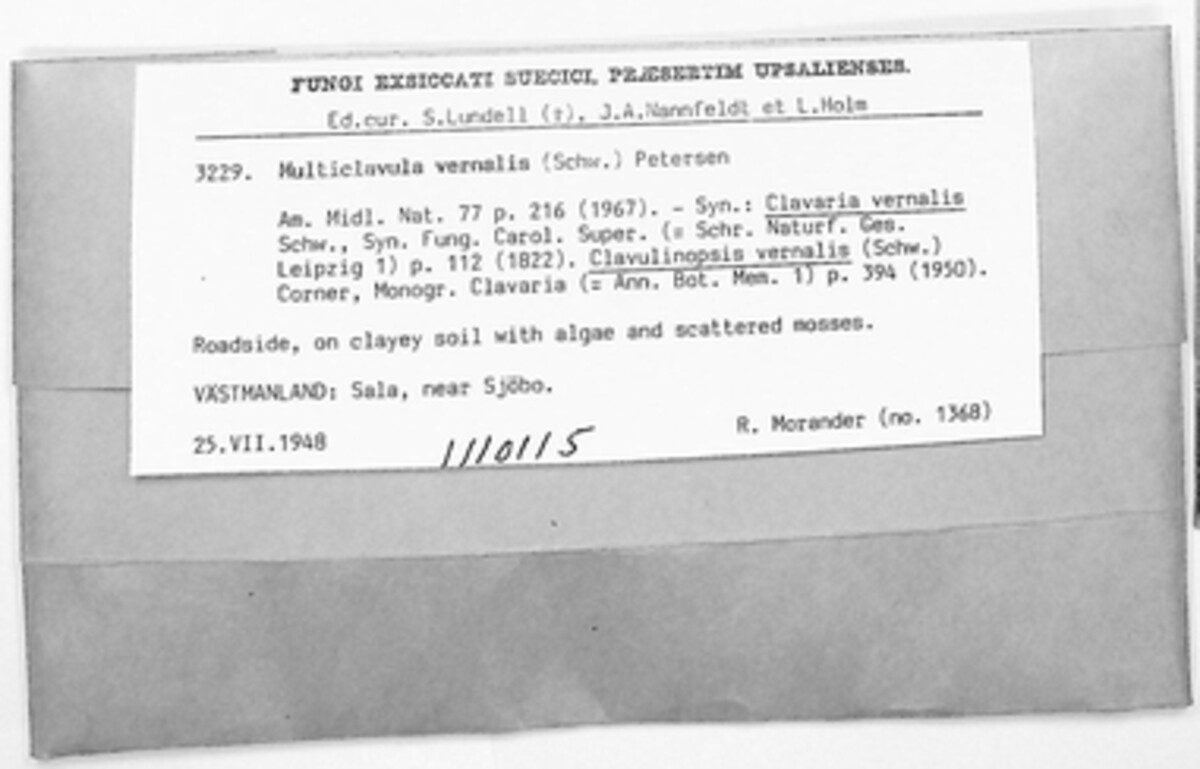 FUNGI EXSICCATI SUECICI, PRÆSERTIM UPSALIENSES.
Ed.cur. S.Lundell (†), J.A.Nannfeldt et L.Holm
3229. Multiclavula vernalis (Schw.) Petersen
Am. Midl. Nat. 77 p. 216 (1967). - Syn.: Clavaria vernalis
Schw., Syn. Fung. Carol. Super. (= Schr. Naturf. Ges.
Leipzig 1) p. 112 (1822). Clavulinopsis vernalis (Schw.)
Corner, Monogr. Clavaria (= Ann. Bot. Mem. 1) p. 394 (1950).
Roadside, on clayey soil with algae and scattered mosses.
VÄSTMANLAND: Sala, near Sjöbo.
25.VII.1948
R. Morander (no. 1368)
1110115